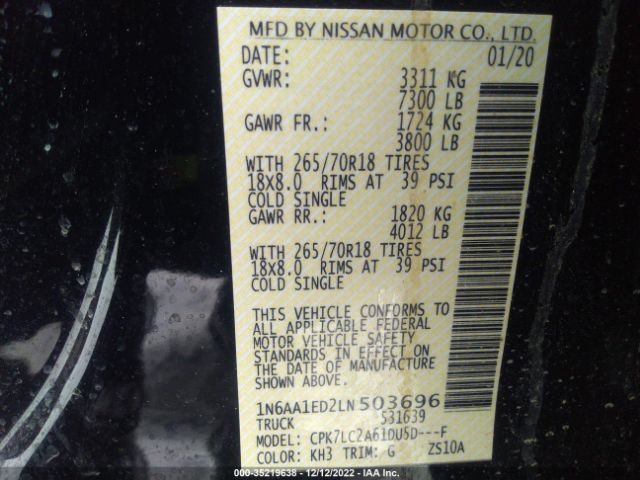 MFD BY NISSAN MOTOR CO., LTD.
DATE: 01/20
GVWR: 3311 KG
7300 LB
GAWR FR.: 1724 KG
3800 LB
WITH 265/70R18 TIRES
18X8.0 RIMS AT 39 PSI
COLD SINGLE
GAWR RR.: 1820 KG
4012 LB
WITH 265/70R18 TIRES
18X8.0 RIMS AT 39 PSI
COLD SINGLE
THIS VEHICLE CONFORMS TO
ALL APPLICABLE FEDERAL
MOTOR VEHICLE SAFETY
STANDARDS IN EFFECT ON
THE DATE OF MANUFACTURE
SHOWN ABOVE.
1N6AA1ED2LN503696
TRUCK 531639
MODEL: CPK7LC2A61DU5D---F
COLOR: KH3 TRIM: G ZS10A
000-35219638 - 12/12/2022 - IAA Inc.